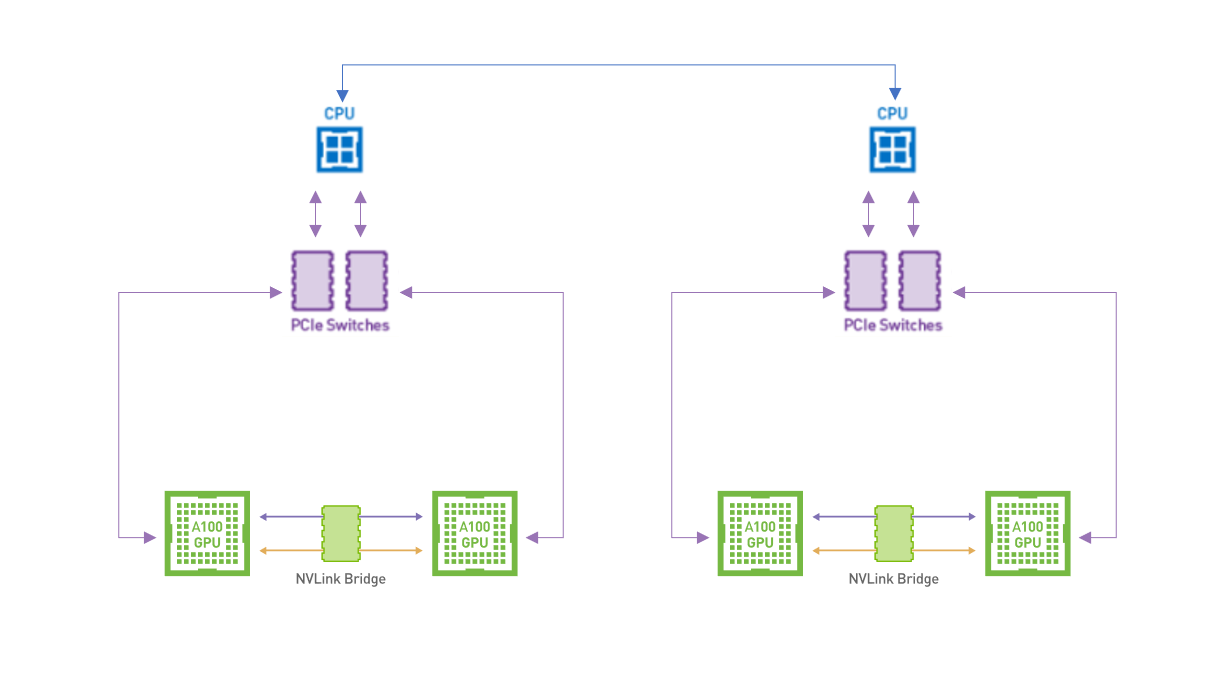 CPU
CPU
PCIe Switches
PCIe Switches
A100
GPU
A100
GPU
A100
GPU
A100
GPU
NVLink Bridge
NVLink Bridge